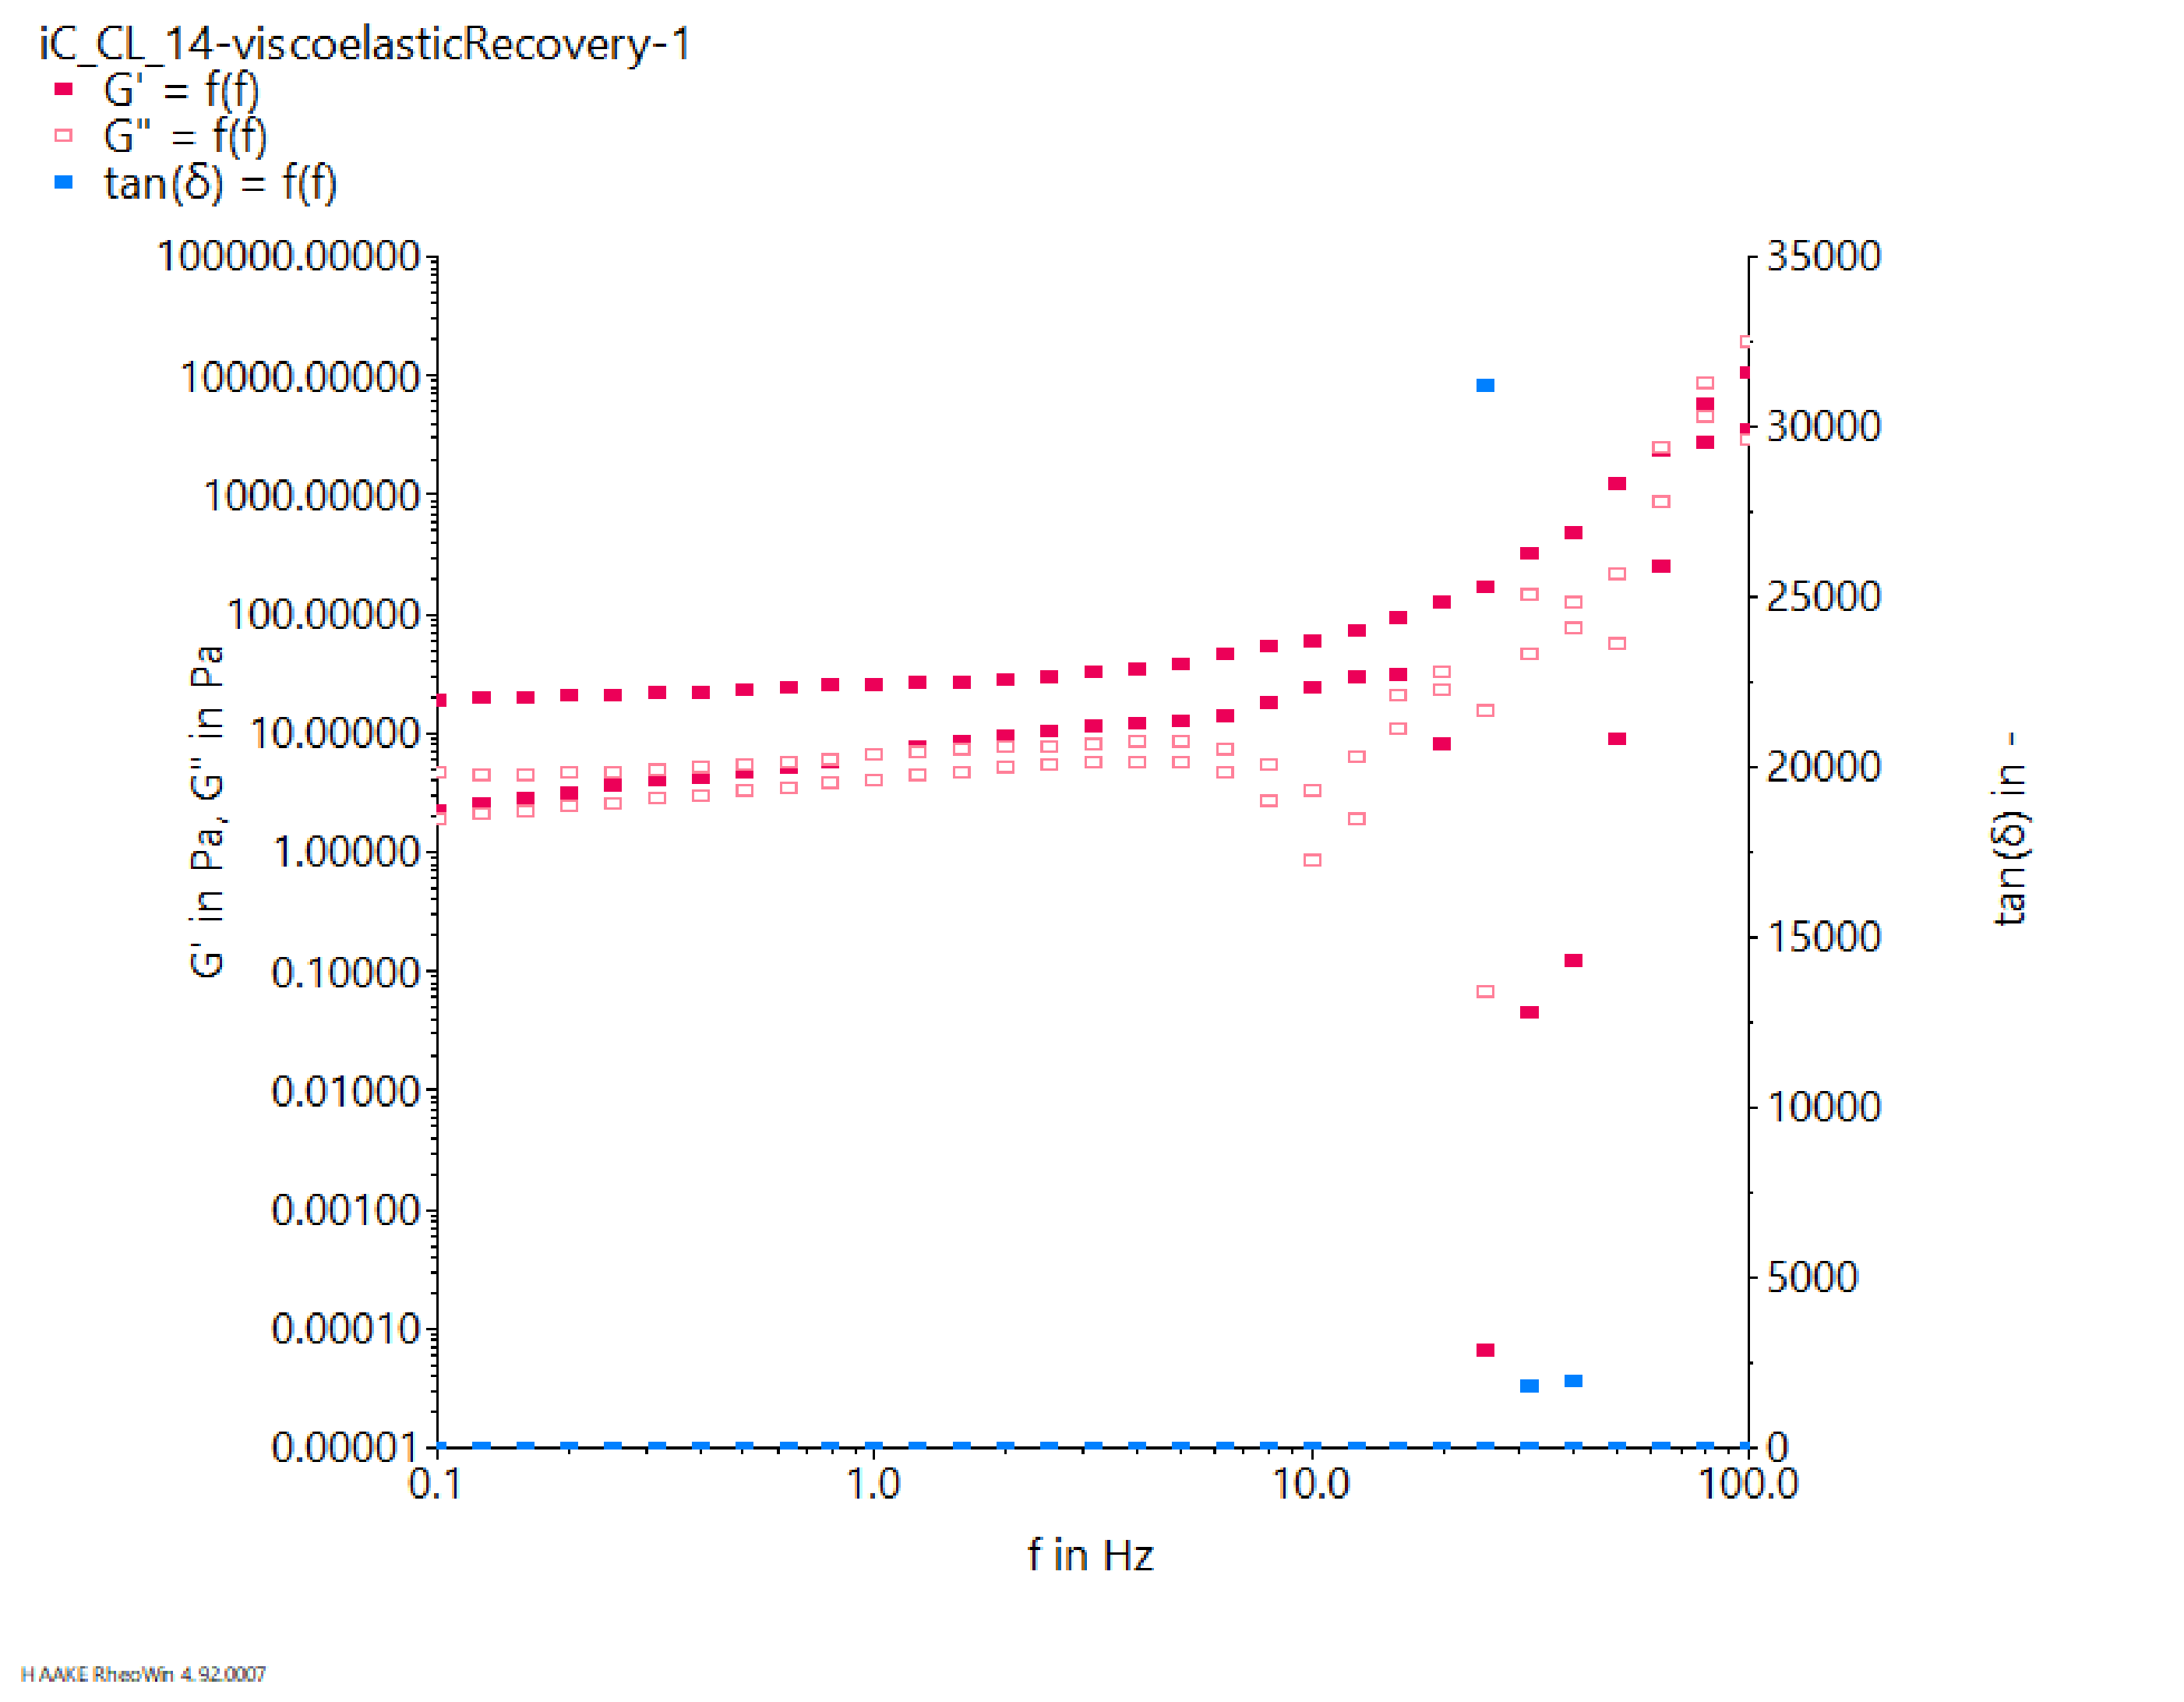 iC_CL_14-viscoelasticRecovery-1
G' = f(f)
G'' = f(f)
tan(δ) = f(f)
100000.00000
10000.00000
1000.00000
100.00000
10.00000
1.00000
0.10000
0.01000
0.00100
0.00010
0.00001
G' in Pa, G'' in Pa
35000
30000
25000
20000
15000
10000
5000
0
tan(δ) in -
0.1
1.0
10.0
100.0
f in Hz
HAAKE RheoWin 4.92.0007